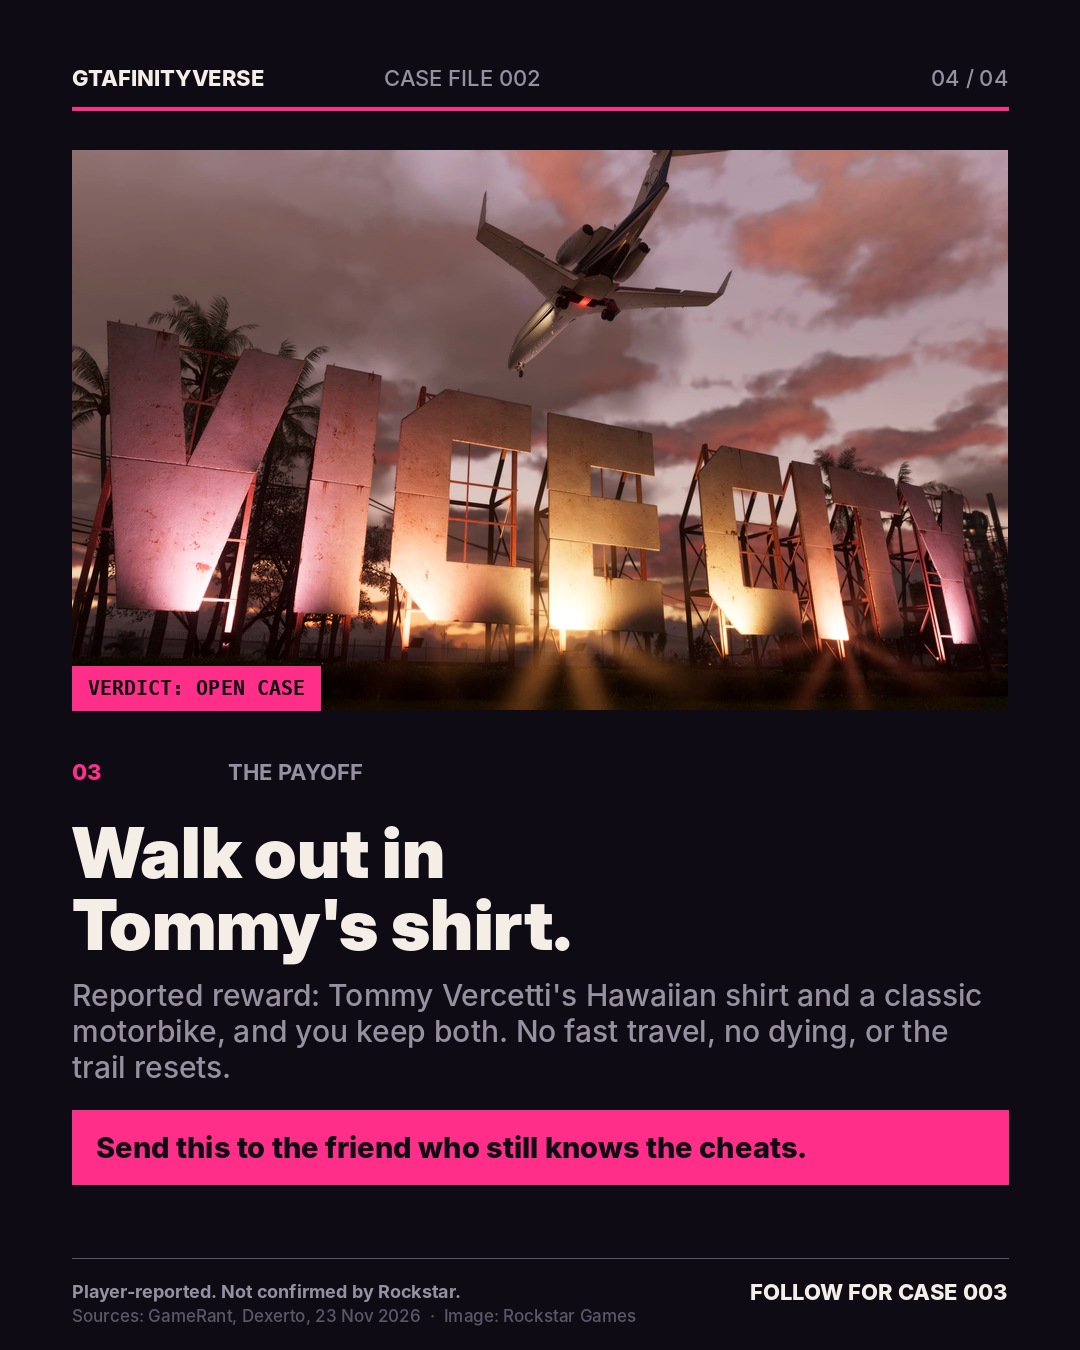 GTAFINITYVERSE CASE FILE 002 04 / 04
VICE CITY
VERDICT: OPEN CASE
03 THE PAYOFF
Walk out in
Tommy's shirt.
Reported reward: Tommy Vercetti's Hawaiian shirt and a classic
motorbike, and you keep both. No fast travel, no dying, or the
trail resets.
Send this to the friend who still knows the cheats.
Player-reported. Not confirmed by Rockstar.
FOLLOW FOR CASE 003
Sources: GameRant, Dexerto, 23 Nov 2026 · Image: Rockstar Games